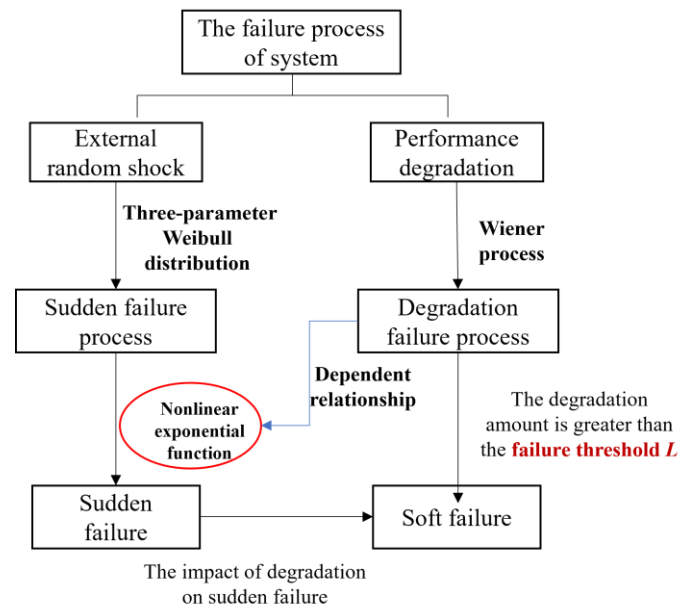 The failure process
of system
External
random shock
Performance
degradation
Three-parameter
Weibull
distribution
Wiener
process
Sudden failure
process
Degradation
failure process
Dependent
relationship
Nonlinear
exponential
function
The degradation
amount is greater than
the failure threshold L
Sudden
failure
Soft failure
The impact of degradation
on sudden failure